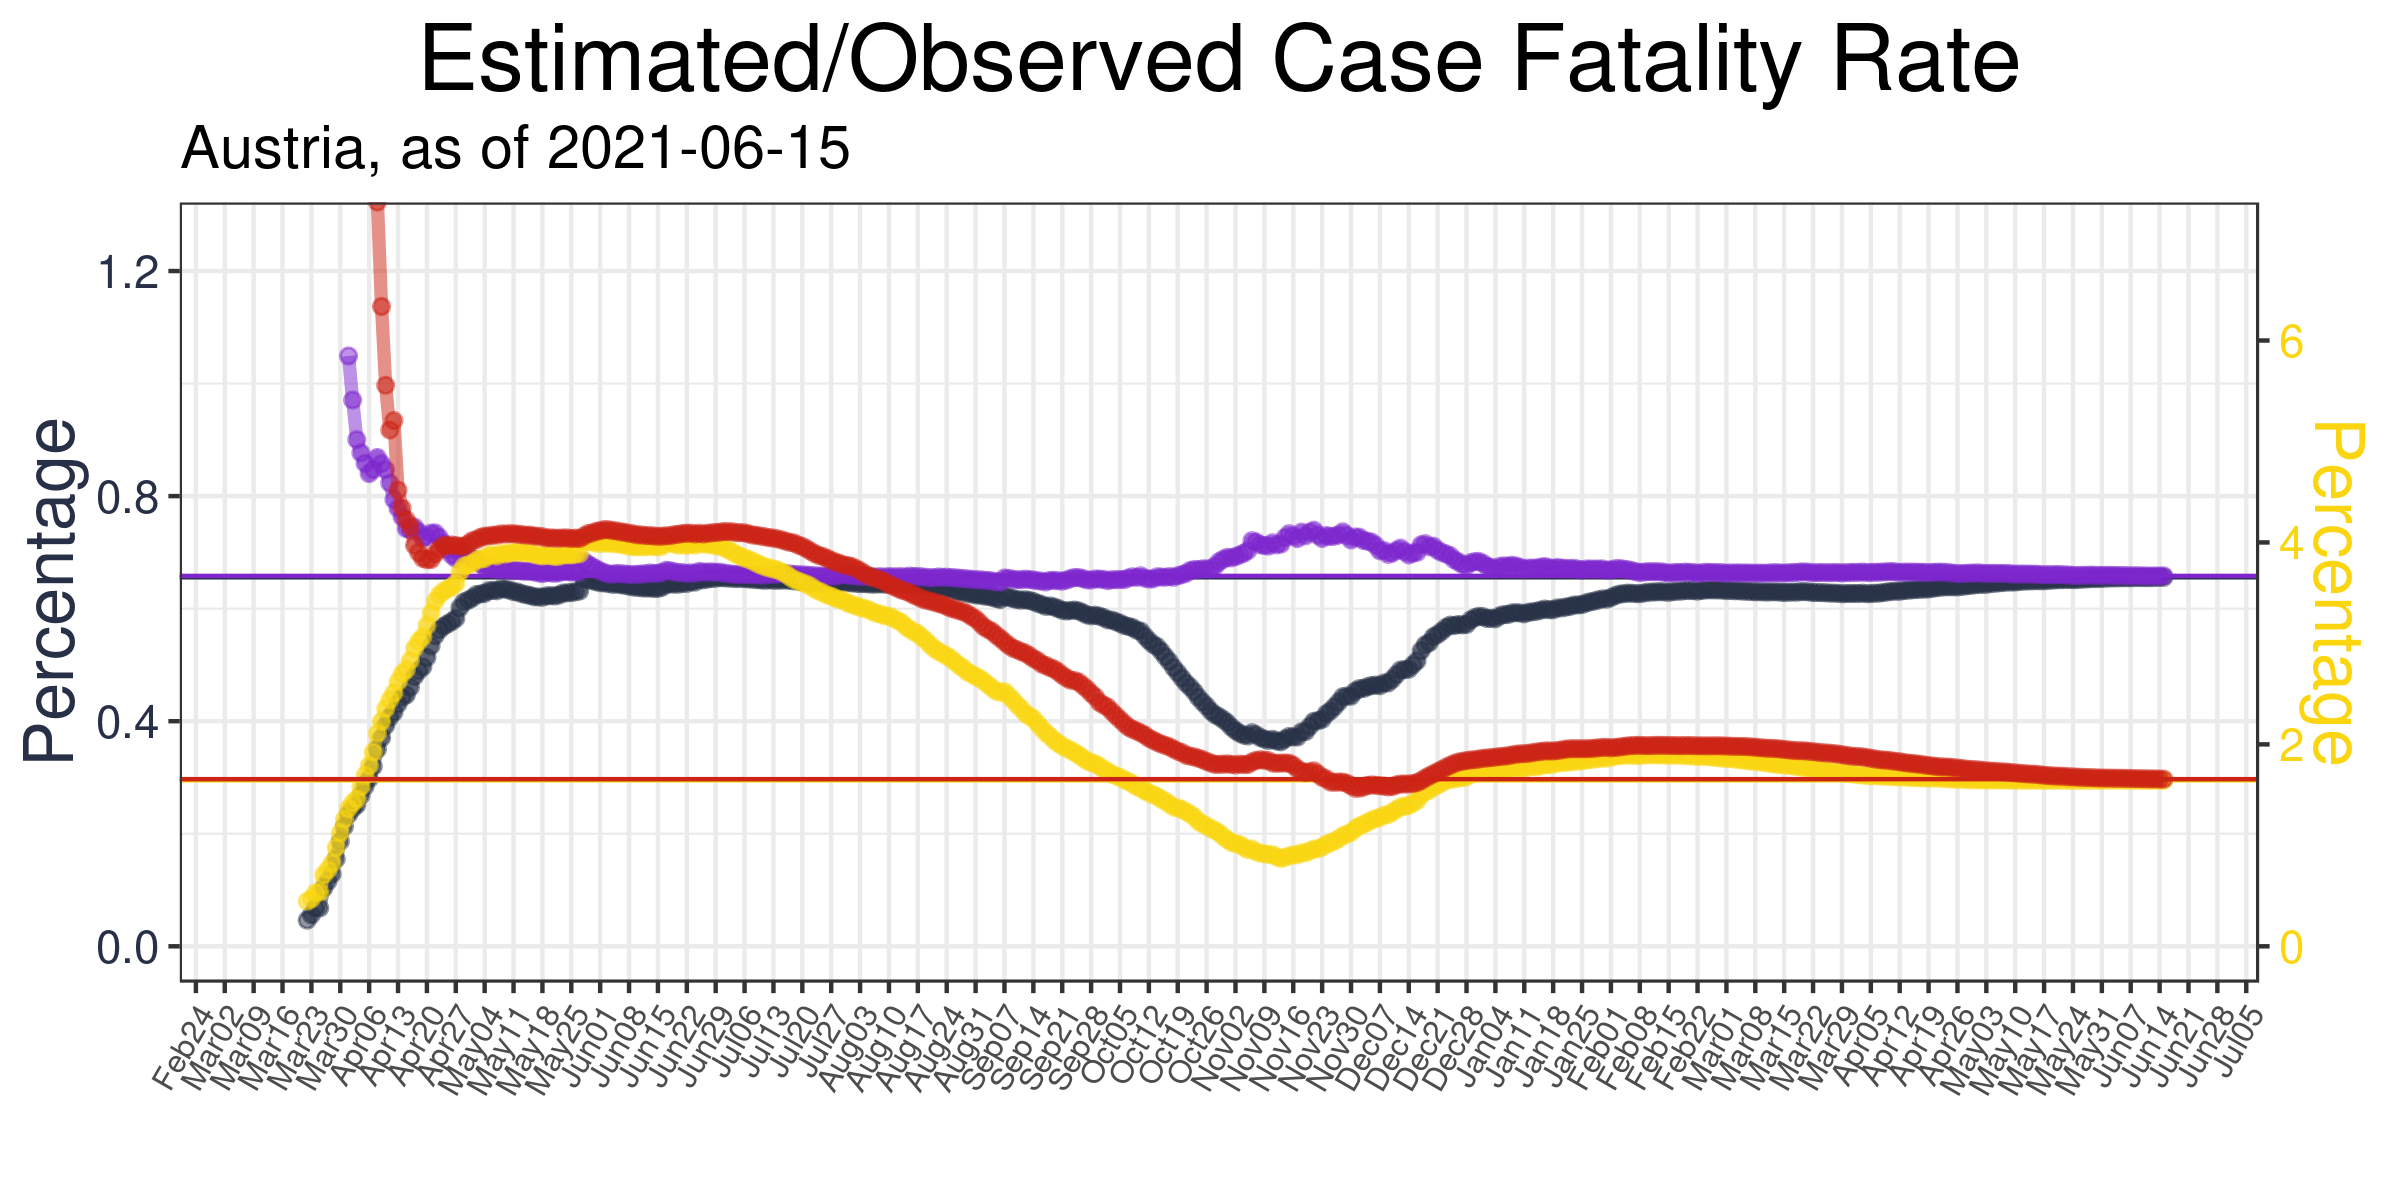 Estimated/Observed Case Fatality Rate
Austria, as of 2021-06-15
Percentage
1.2
0.8
0.4
0.0
6
4
2
0
Percentage
Feb24
Mar02
Mar09
Mar16
Mar23
Mar30
Apr06
Apr13
Apr20
Apr27
May04
May11
May18
May25
Jun01
Jun08
Jun15
Jun22
Jun29
Jul06
Jul13
Jul20
Jul27
Aug03
Aug10
Aug17
Aug24
Aug31
Sep07
Sep14
Sep21
Sep28
Oct05
Oct12
Oct19
Oct26
Nov02
Nov09
Nov16
Nov23
Nov30
Dec07
Dec14
Dec21
Dec28
Jan04
Jan11
Jan18
Jan25
Feb01
Feb08
Feb15
Feb22
Mar01
Mar08
Mar15
Mar22
Mar29
Apr05
Apr12
Apr19
Apr26
May03
May10
May17
May24
May31
Jun07
Jun14
Jun21
Jun28
Jul05